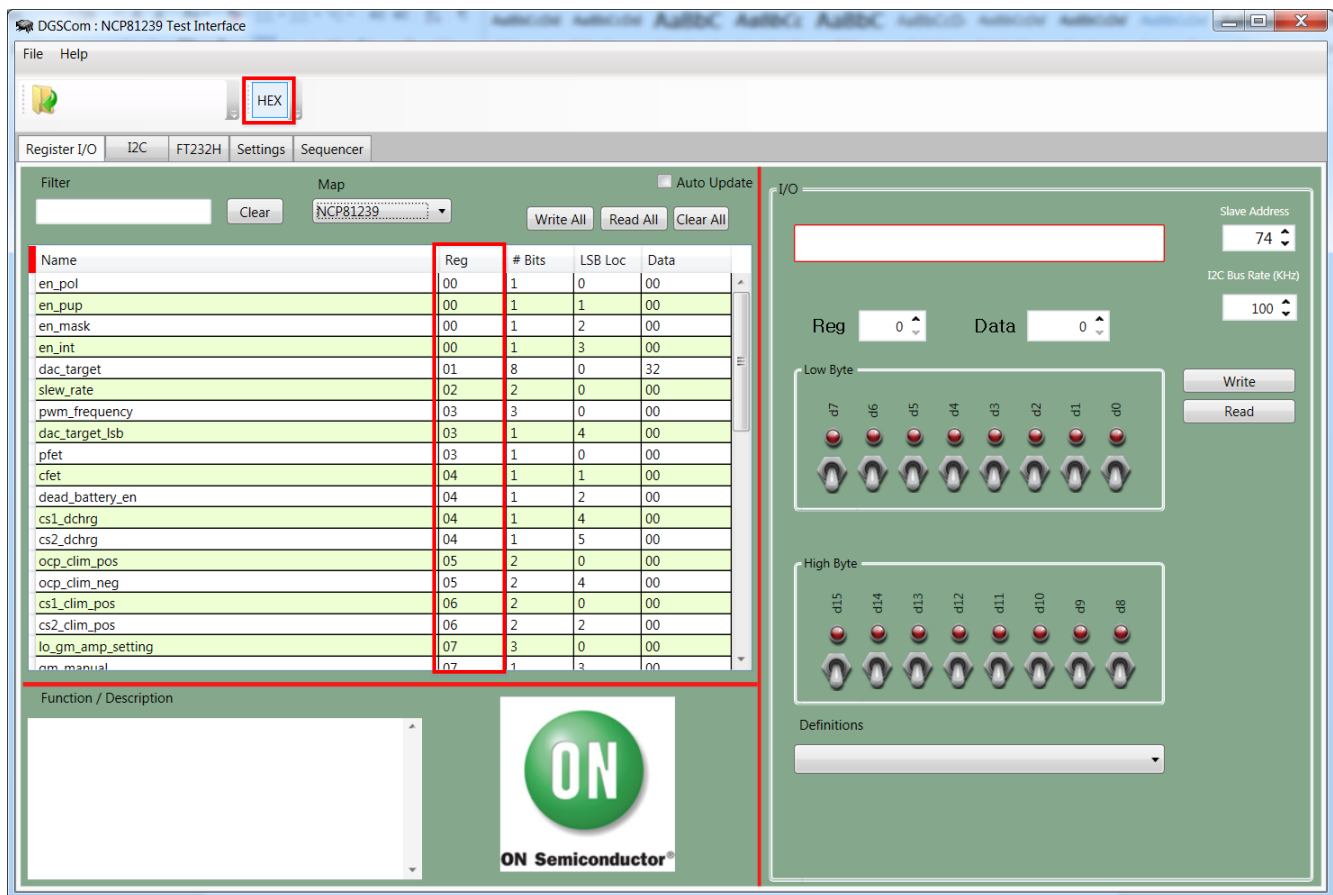 DGSCom : NCP81239 Test Interface
File Help
HEX
Register I/O I2C FT232H Settings Sequencer
Filter Map Auto Update
Clear NCP81239 Write All Read All Clear All
Name Reg # Bits LSB Loc Data
en_pol 00 1 0 00
en_pup 00 1 1 00
en_mask 00 1 2 00
en_int 00 1 3 00
dac_target 01 8 0 32
slew_rate 02 2 0 00
pwm_frequency 03 3 0 00
dac_target_lsb 03 1 4 00
pfet 03 1 0 00
cfet 04 1 1 00
dead_battery_en 04 1 2 00
cs1_dchrg 04 1 4 00
cs2_dchrg 04 1 5 00
ocp_clim_pos 05 2 0 00
ocp_clim_neg 05 2 4 00
cs1_clim_pos 06 2 0 00
cs2_clim_pos 06 2 2 00
lo_gm_amp_setting 07 3 0 00
gm_manual 07 1 3 00
Function / Description
ON
ON Semiconductor®
I/O
Slave Address
74
I2C Bus Rate (KHz)
100
Reg 0 Data 0
Write
Read
Low Byte
d7 d6 d5 d4 d3 d2 d1 d0
High Byte
d15 d14 d13 d12 d11 d10 d9 d8
Definitions